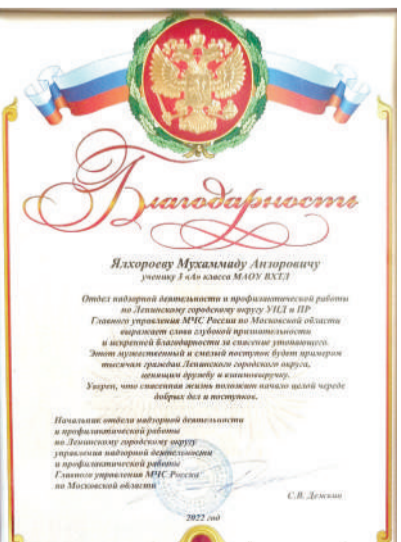 Благодарность
Ялхороеву Мухаммаду Анзоровичу
ученику 3 «А» класса МАОУ ВХТЛ
Отдел надзорной деятельности и профилактической работы
по Ленинскому городскому округу УНД и ПР
Главного управления МЧС России по Московской области
выражает слова глубокой признательности
и искренней благодарности за спасение утопающего.
Этот мужественный и смелый поступок будет примером
тысячам граждан Ленинского городского округа,
ценящим дружбу и взаимовыручку.
Уверен, что спасенная жизнь положит начало целой череде
добрых дел и поступков.
Начальник отдела надзорной деятельности
и профилактической работы
по Ленинскому городскому округу
управления надзорной деятельности
и профилактической работы
Главного управления МЧС России
по Московской области
С.В.
2022 год